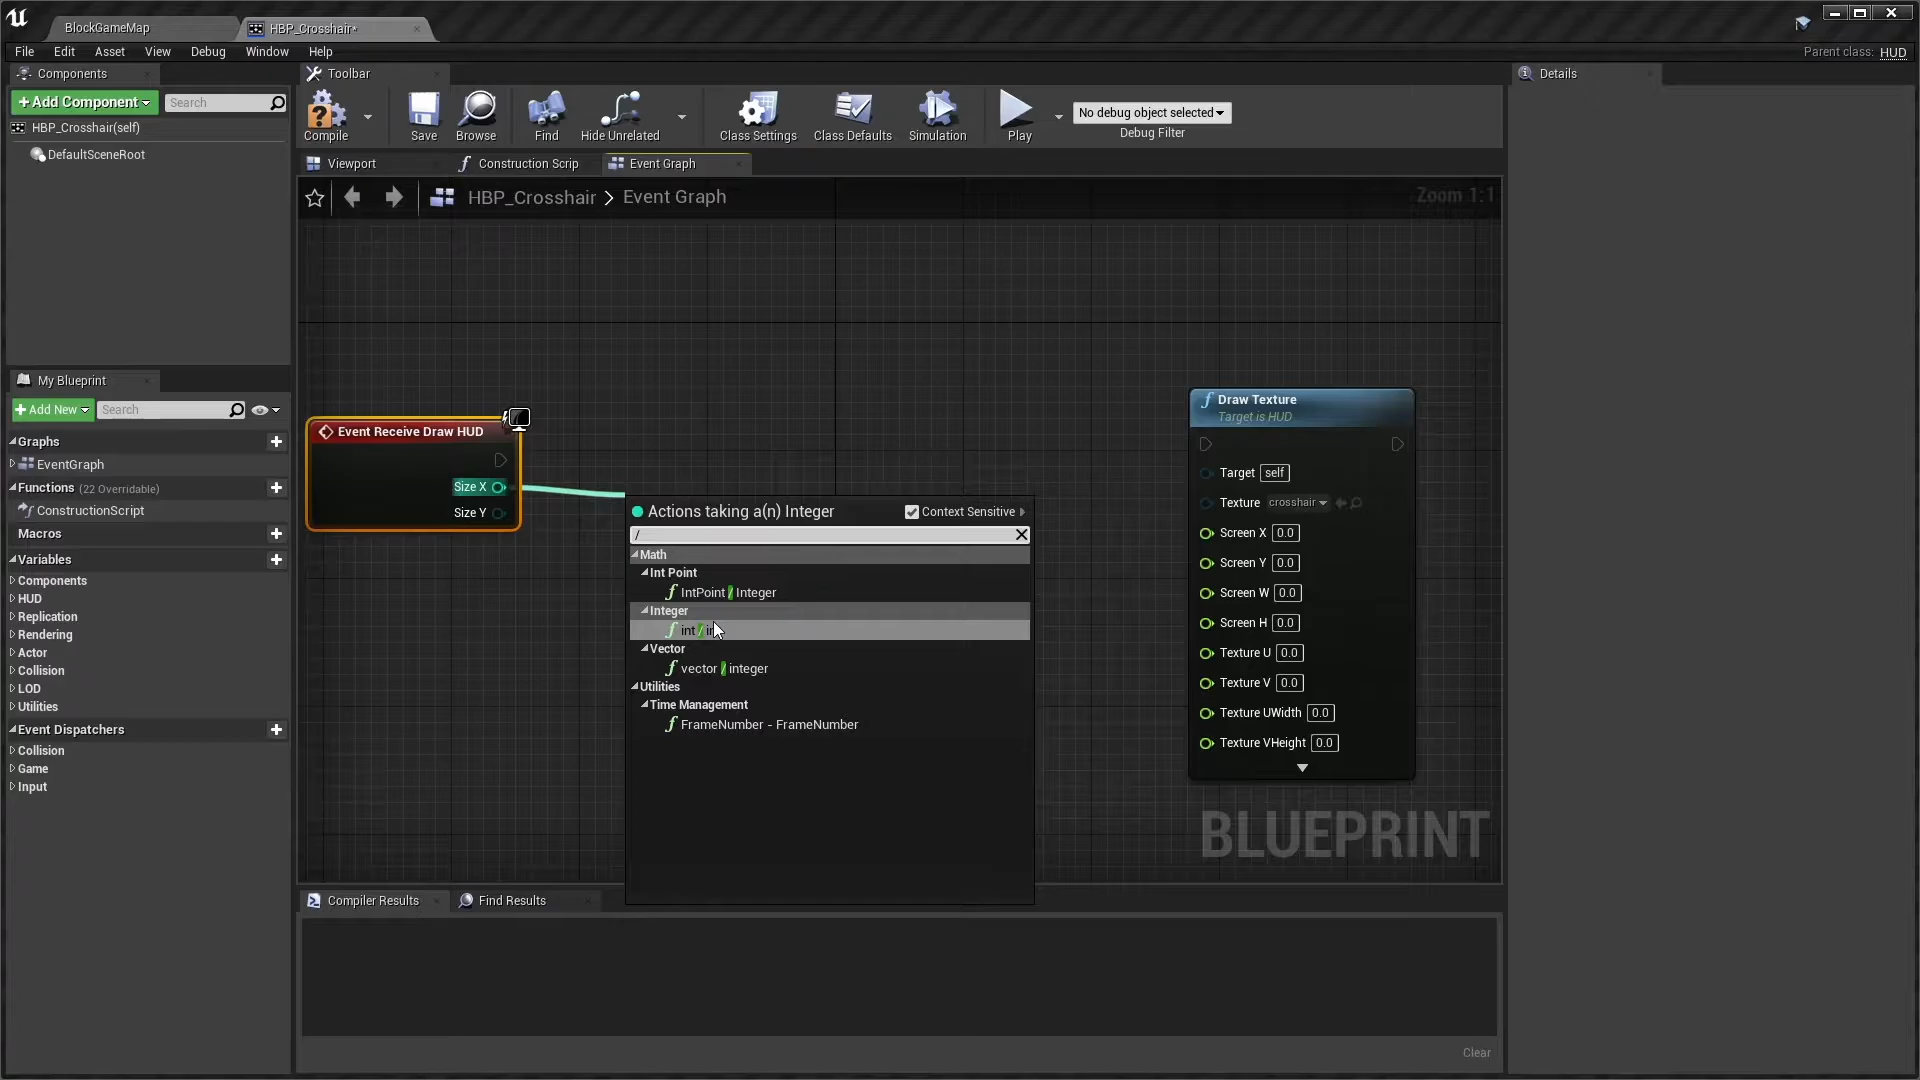 BlockGameMap
HBP_Crosshair*
File Edit Asset View Debug Window Help
Parent class: HUD
Components
+Add Component
Search
HBP_Crosshair(self)
DefaultSceneRoot
Toolbar
Compile
Save
Browse
Find
Hide Unrelated
Class Settings
Class Defaults
Simulation
Play
No debug object selected
Debug Filter
Viewport
Construction Scrip
Event Graph
HBP_Crosshair > Event Graph
Zoom 1:1
My Blueprint
+Add New
Search
Graphs
EventGraph
Functions (22 Overridable)
ConstructionScript
Macros
Variables
Components
HUD
Replication
Rendering
Actor
Collision
LOD
Utilities
Event Dispatchers
Collision
Game
Input
Event Receive Draw HUD
Size X
Size Y
Actions taking a(n) Integer
Context Sensitive
/
Math
Int Point
IntPoint / Integer
Integer
int /
Vector
vector / integer
Utilities
Time Management
FrameNumber - FrameNumber
Draw Texture
Target is HUD
Target self
Texture crosshair
Screen X 0.0
Screen Y 0.0
Screen W 0.0
Screen H 0.0
Texture U 0.0
Texture V 0.0
Texture UWidth 0.0
Texture VHeight 0.0
BLUEPRINT
Compiler Results
Find Results
Clear
Details